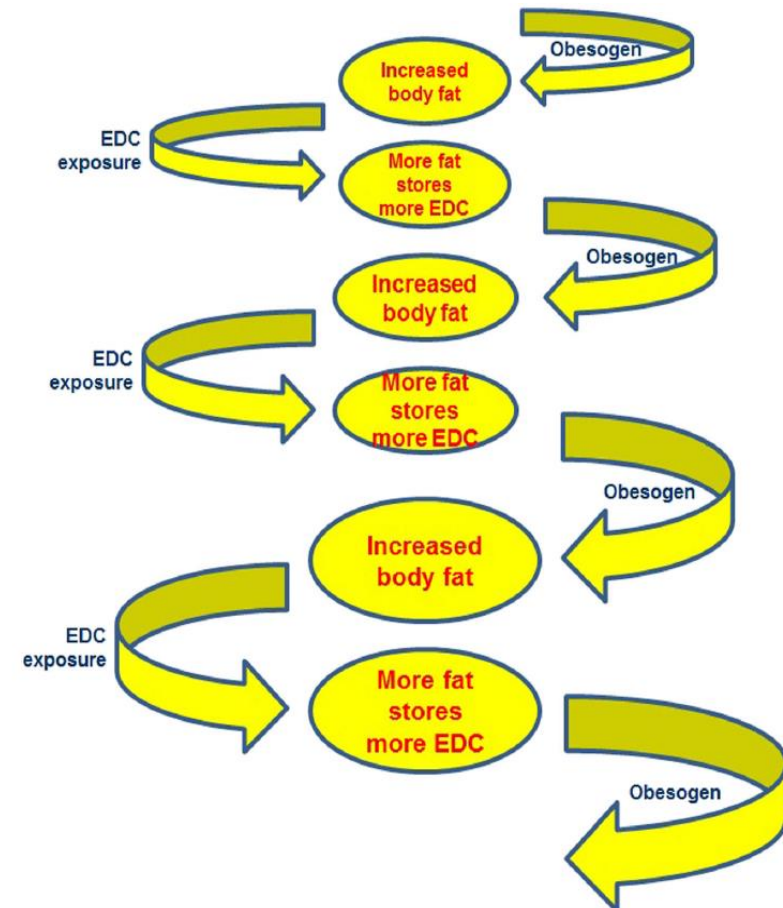 Obesogen
Increased
body fat
EDC
exposure
More fat
stores
more EDC
Obesogen
Increased
body fat
EDC
exposure
More fat
stores
more EDC
Obesogen
Increased
body fat
EDC
exposure
More fat
stores
more EDC
Obesogen